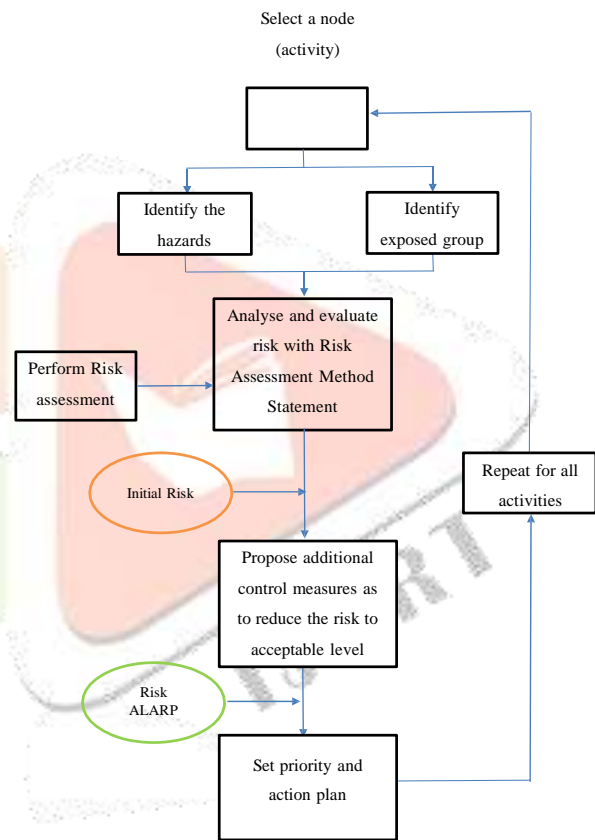 Select a node
(activity)
Identify the
hazards
Identify
exposed group
Analyse and evaluate
risk with Risk
Assessment Method
Statement
Perform Risk
assessment
Initial Risk
Repeat for all
activities
Propose additional
control measures as
to reduce the risk to
acceptable level
Risk
ALARP
Set priority and
action plan